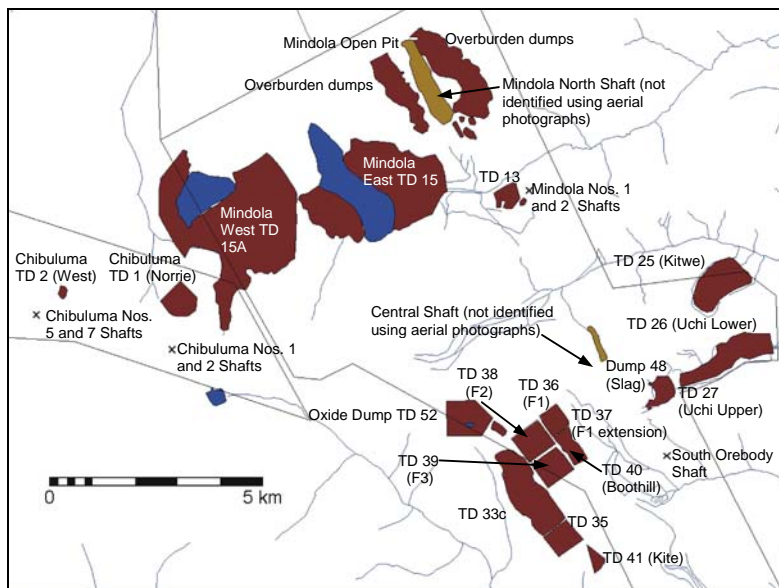 Mindola Open Pit
Overburden dumps
Overburden dumps
Mindola North Shaft (not
identified using aerial
photographs)
Mindola
East TD 15
TD 13
Mindola Nos. 1
and 2 Shafts
Mindola
West TD
15A
Chibuluma
TD 2 (West)
Chibuluma
TD 1 (Norrie)
Chibuluma Nos.
5 and 7 Shafts
Chibuluma Nos. 1
and 2 Shafts
TD 25 (Kitwe)
Central Shaft (not identified
using aerial photographs)
TD 26 (Uchi Lower)
Dump 48
(Slag)
TD 27
(Uchi Upper)
TD 38
(F2)
TD 36
(F1)
Oxide Dump TD 52
TD 37
(F1 extension)
TD 39
(F3)
TD 40
(Boothill)
South Orebody
Shaft
TD 33c
TD 35
TD 41 (Kite)
0
5 km